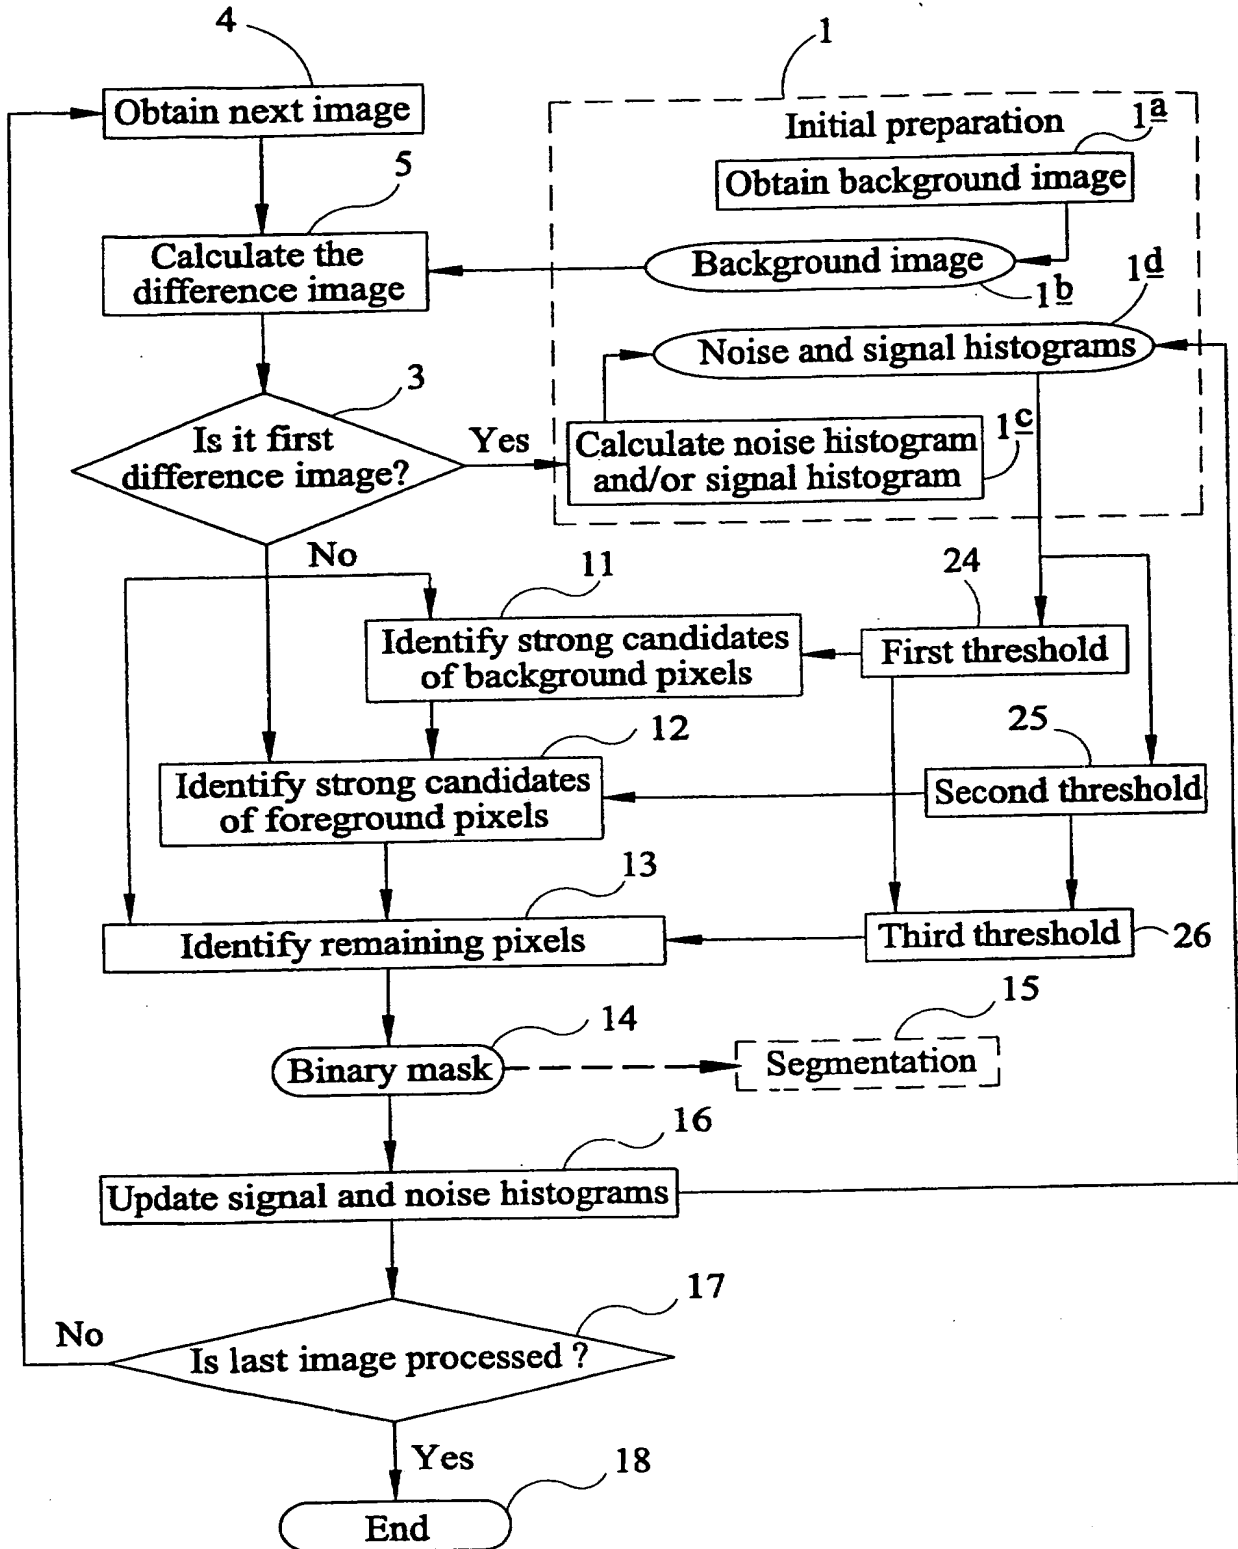 4
1
Obtain next image
Initial preparation
1a
5
Obtain background image
Calculate the
difference image
Background image
1b
1d
Noise and signal histograms
3
Is it first
difference image?
Yes
Calculate noise histogram
and/or signal histogram
1c
No
11
24
Identify strong candidates
of background pixels
First threshold
12
25
Identify strong candidates
of foreground pixels
Second threshold
13
Identify remaining pixels
Third threshold
26
14
15
Binary mask
Segmentation
16
Update signal and noise histograms
17
No
Is last image processed ?
Yes
18
End